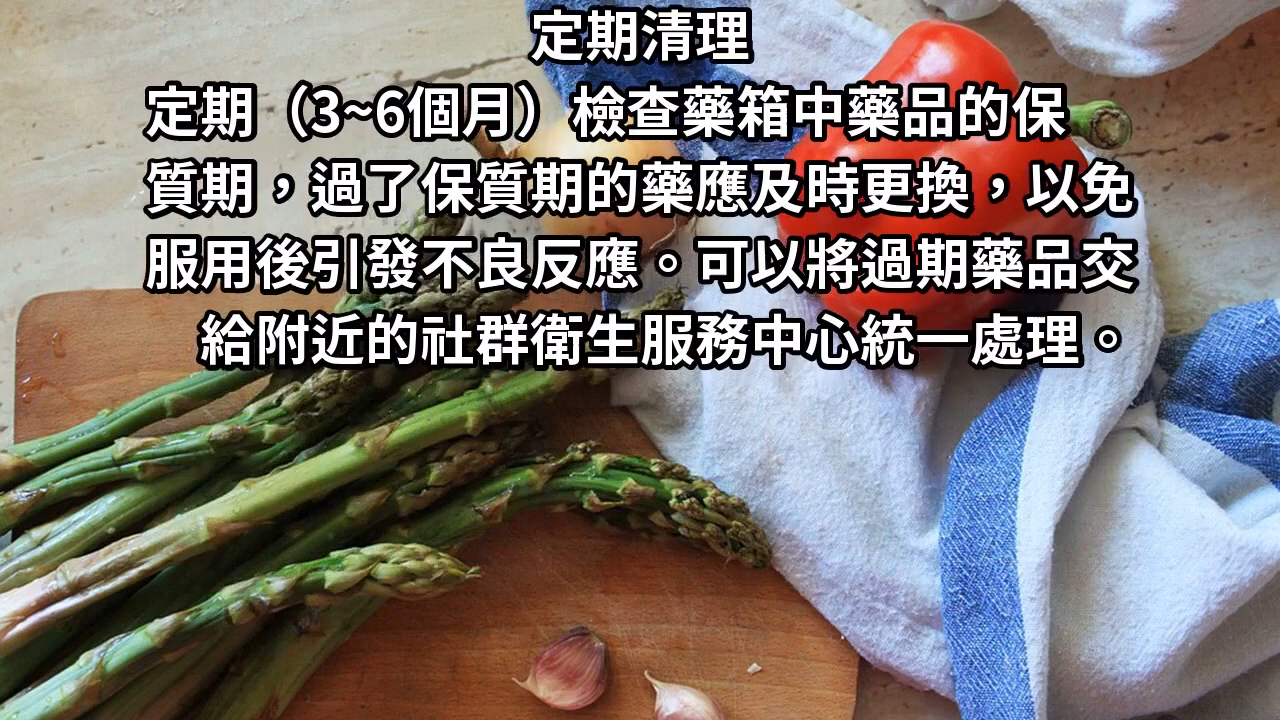 定期清理
定期（3~6個月）檢查藥箱中藥品的保
質期，過了保質期的藥應及時更換，以免
服用後引發不良反應。可以將過期藥品交
給附近的社群衛生服務中心統一處理。